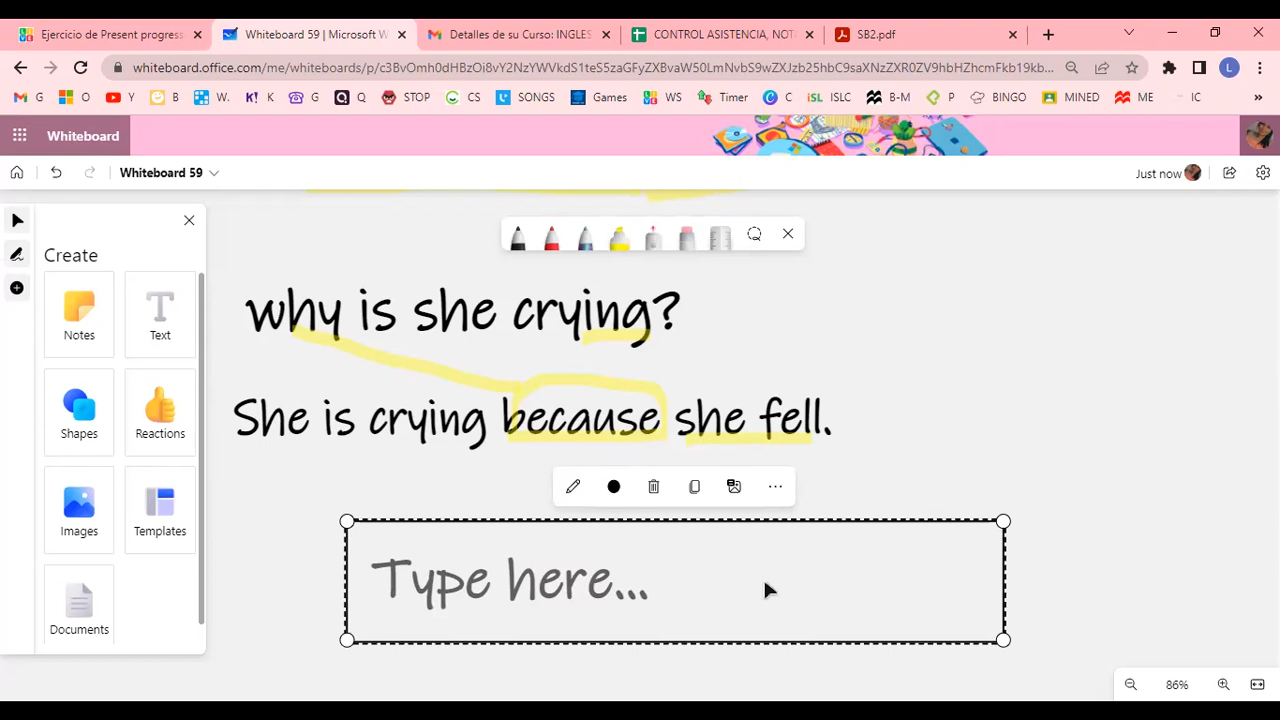 Ejercicio de Present progress
Whiteboard 59 | Microsoft W
Detalles de su Curso: INGLES
CONTROL ASISTENCIA, NOT
SB2.pdf
whiteboard.office.com/me/whiteboards/p/
G
O
Y
B
W.
K!
G
Q
STOP
CS
SONGS
Games
WS
Timer
C
ISLC
B-M
P
BINGO
MINED
ME
IC
L
Whiteboard
Whiteboard 59
Just now
Create
Notes
Text
Shapes
Reactions
Images
Templates
Documents
why is she crying?
She is crying because she fell.
Type here...
86%